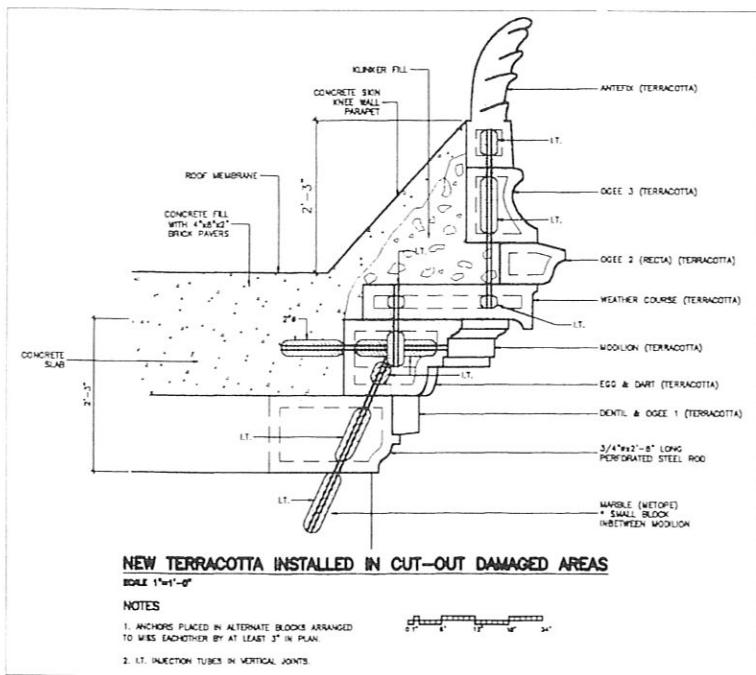 KLINKER FILL
CONCRETE SKIN
KNEE WALL
PARAPET
ANTEFIX (TERRACOTTA)
I.T.
ROOF MEMBRANE
2'-3"
OGEE 3 (TERRACOTTA)
CONCRETE FILL
WITH 4"x8"x2"
BRICK PAVERS
I.T.
I.T.
OGEE 2 (RECTA) (TERRACOTTA)
WEATHER COURSE (TERRACOTTA)
2"ø
I.T.
CONCRETE
SLAB
MODILION (TERRACOTTA)
2'-3"
I.T.
EGG & DART (TERRACOTTA)
DENTIL & OGEE 1 (TERRACOTTA)
I.T.
3/4"øx2'-8" LONG
PERFORATED STEEL ROD
I.T.
MARBLE (METOPE)
* SMALL BLOCK
INBETWEEN MODILION
NEW TERRACOTTA INSTALLED IN CUT-OUT DAMAGED AREAS
SCALE 1"=1'-0"
NOTES
1. ANCHORS PLACED IN ALTERNATE BLOCKS ARRANGED
TO MISS EACHOTHER BY AT LEAST 3" IN PLAN.
0 1" 6" 12" 18" 24"
2. I.T. INJECTION TUBES IN VERTICAL JOINTS.